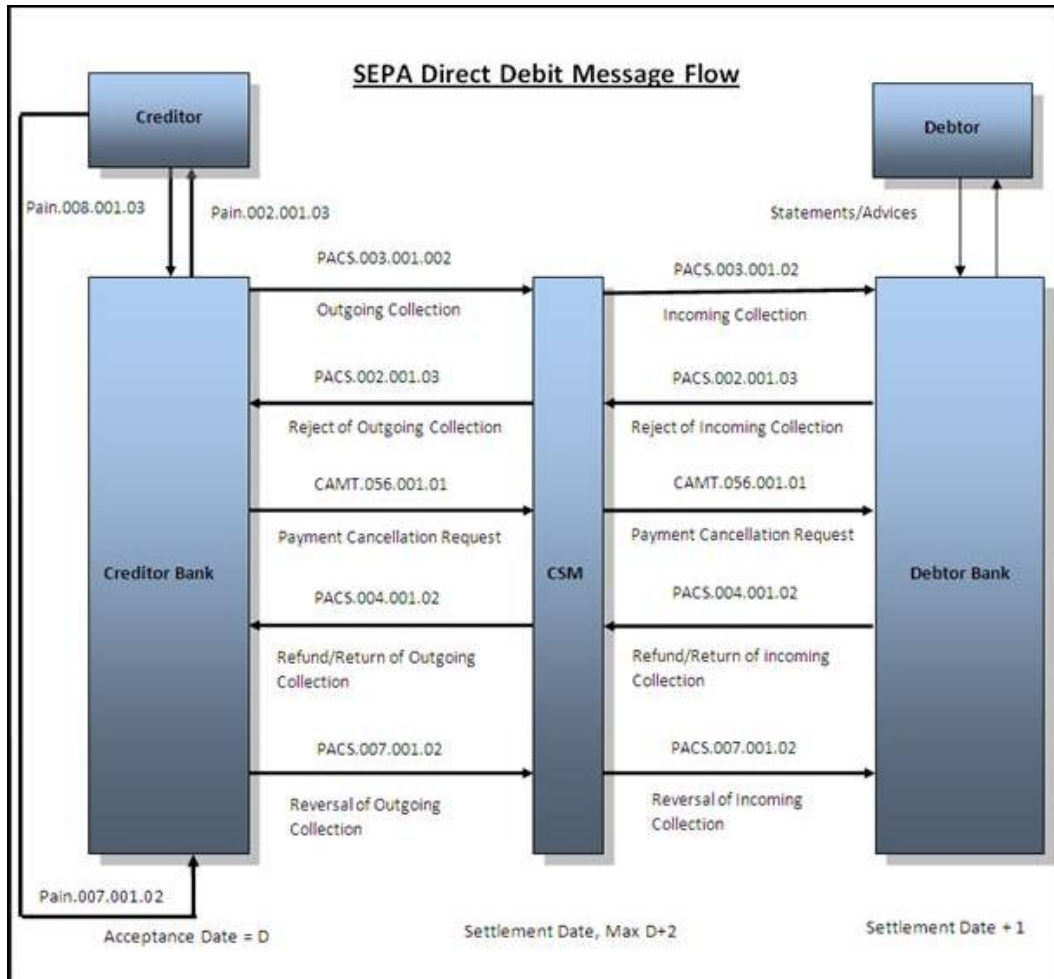 SEPA Direct Debit Message Flow
Creditor
Debtor
Pain.008.001.03
Pain.002.001.03
Statements/Advices
PACS.003.001.002
PACS.003.001.02
Outgoing Collection
Incoming Collection
PACS.002.001.03
PACS.002.001.03
Reject of Outgoing Collection
Reject of Incoming Collection
CAMT.056.001.01
CAMT.056.001.01
Payment Cancellation Request
Payment Cancellation Request
Creditor Bank
CSM
Debtor Bank
PACS.004.001.02
PACS.004.001.02
Refund/Return of Outgoing
Collection
Refund/Return of incoming
Collection
PACS.007.001.02
PACS.007.001.02
Reversal of Outgoing
Collection
Reversal of Incoming
Collection
Pain.007.001.02
Acceptance Date = D
Settlement Date, Max D+2
Settlement Date + 1